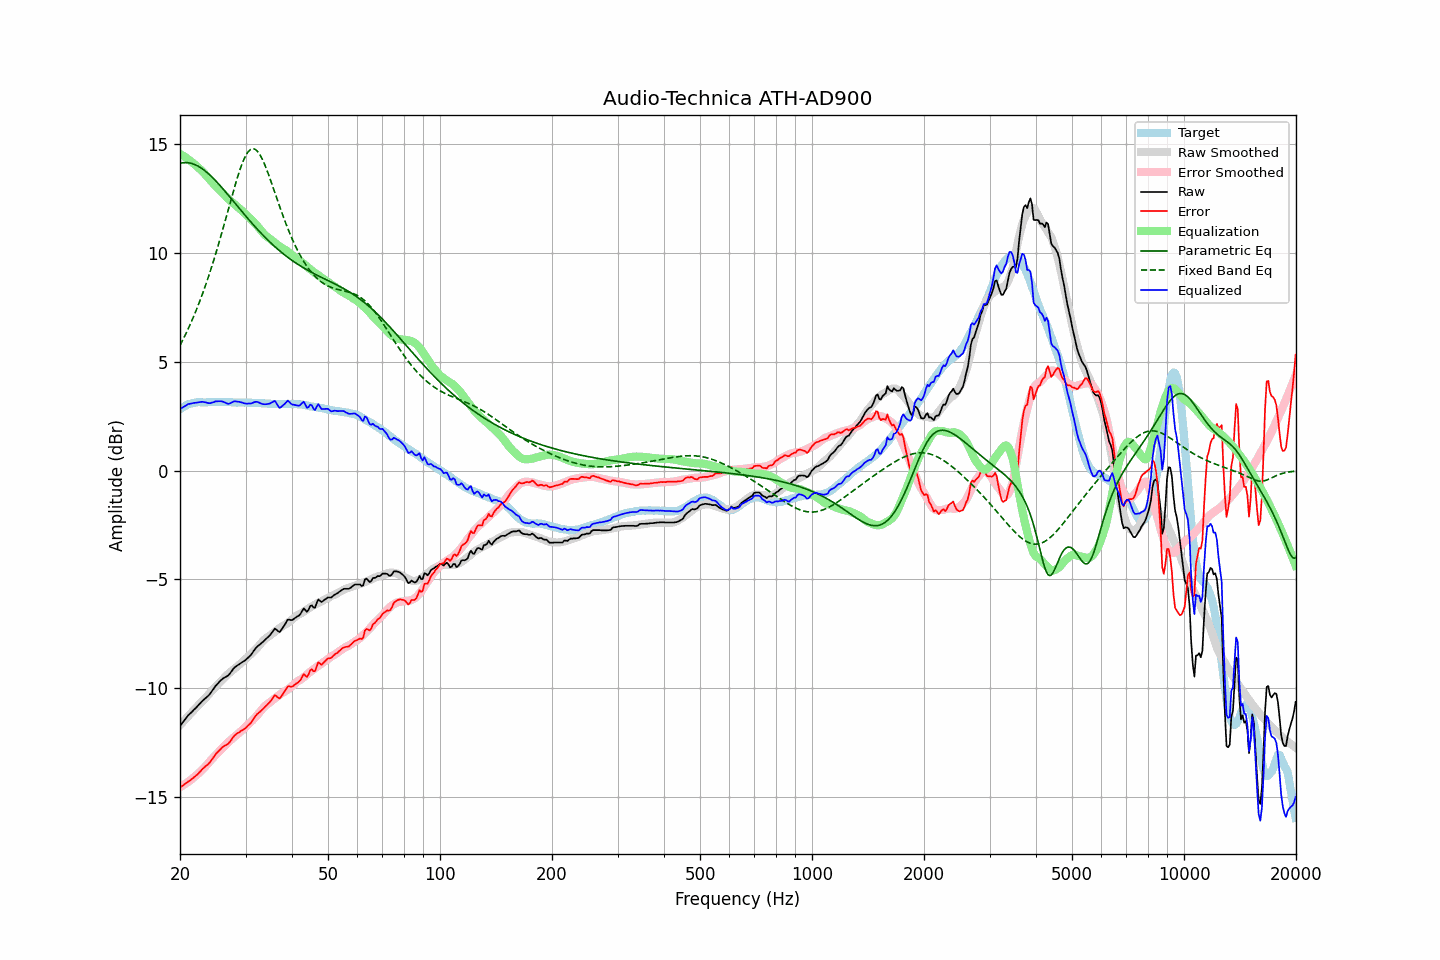 Audio-Technica ATH-AD900
Target
Raw Smoothed
Error Smoothed
Raw
Error
Equalization
Parametric Eq
Fixed Band Eq
Equalized
15
10
5
0
−5
−10
−15
Amplitude (dBr)
20 50 100 200 500 1000 2000 5000 10000 20000
Frequency (Hz)